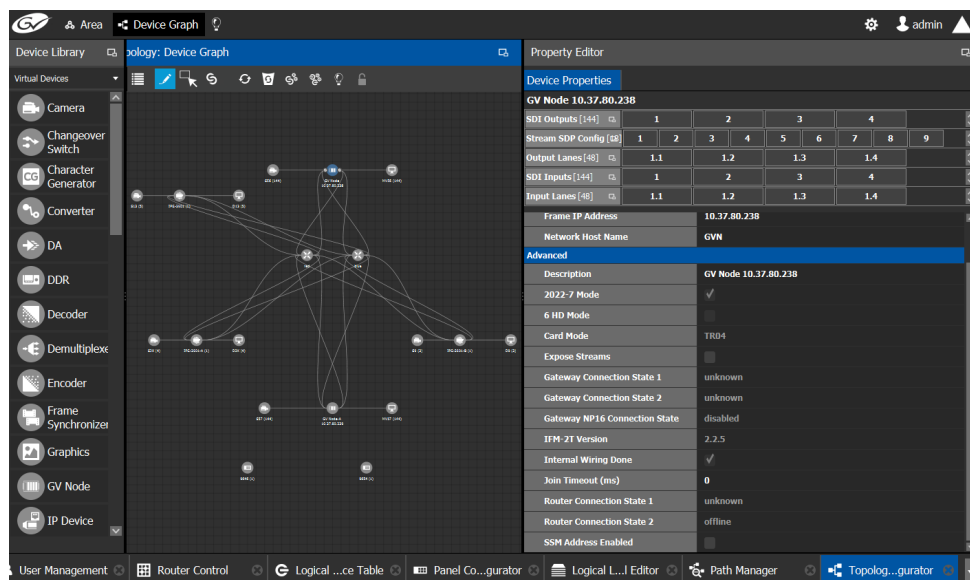 GV Area Device Graph admin
Device Library
pology: Device Graph
Property Editor
Virtual Devices
Camera
Changeover
Switch
Character
Generator
Converter
DA
DDR
Decoder
Demultiplexe
Encoder
Frame
Synchronizer
Graphics
GV Node
IP Device
GV Node
10.37.80.238
Device Properties
GV Node 10.37.80.238
SDI Outputs [144] 1 2 3 4
Stream SDP Config 1 2 3 4 5 6 7 8 9
Output Lanes [48] 1.1 1.2 1.3 1.4
SDI Inputs [144] 1 2 3 4
Input Lanes [48] 1.1 1.2 1.3 1.4
Frame IP Address 10.37.80.238
Network Host Name GVN
Advanced
Description GV Node 10.37.80.238
2022-7 Mode
6 HD Mode
Card Mode TR04
Expose Streams
Gateway Connection State 1 unknown
Gateway Connection State 2 unknown
Gateway NP16 Connection State disabled
IFM-2T Version 2.2.5
Internal Wiring Done
Join Timeout (ms) 0
Router Connection State 1 unknown
Router Connection State 2 offline
SSM Address Enabled
User Management Router Control Logical ...ce Table Panel Co...gurator Logical L...l Editor Path Manager Topolog...gurator